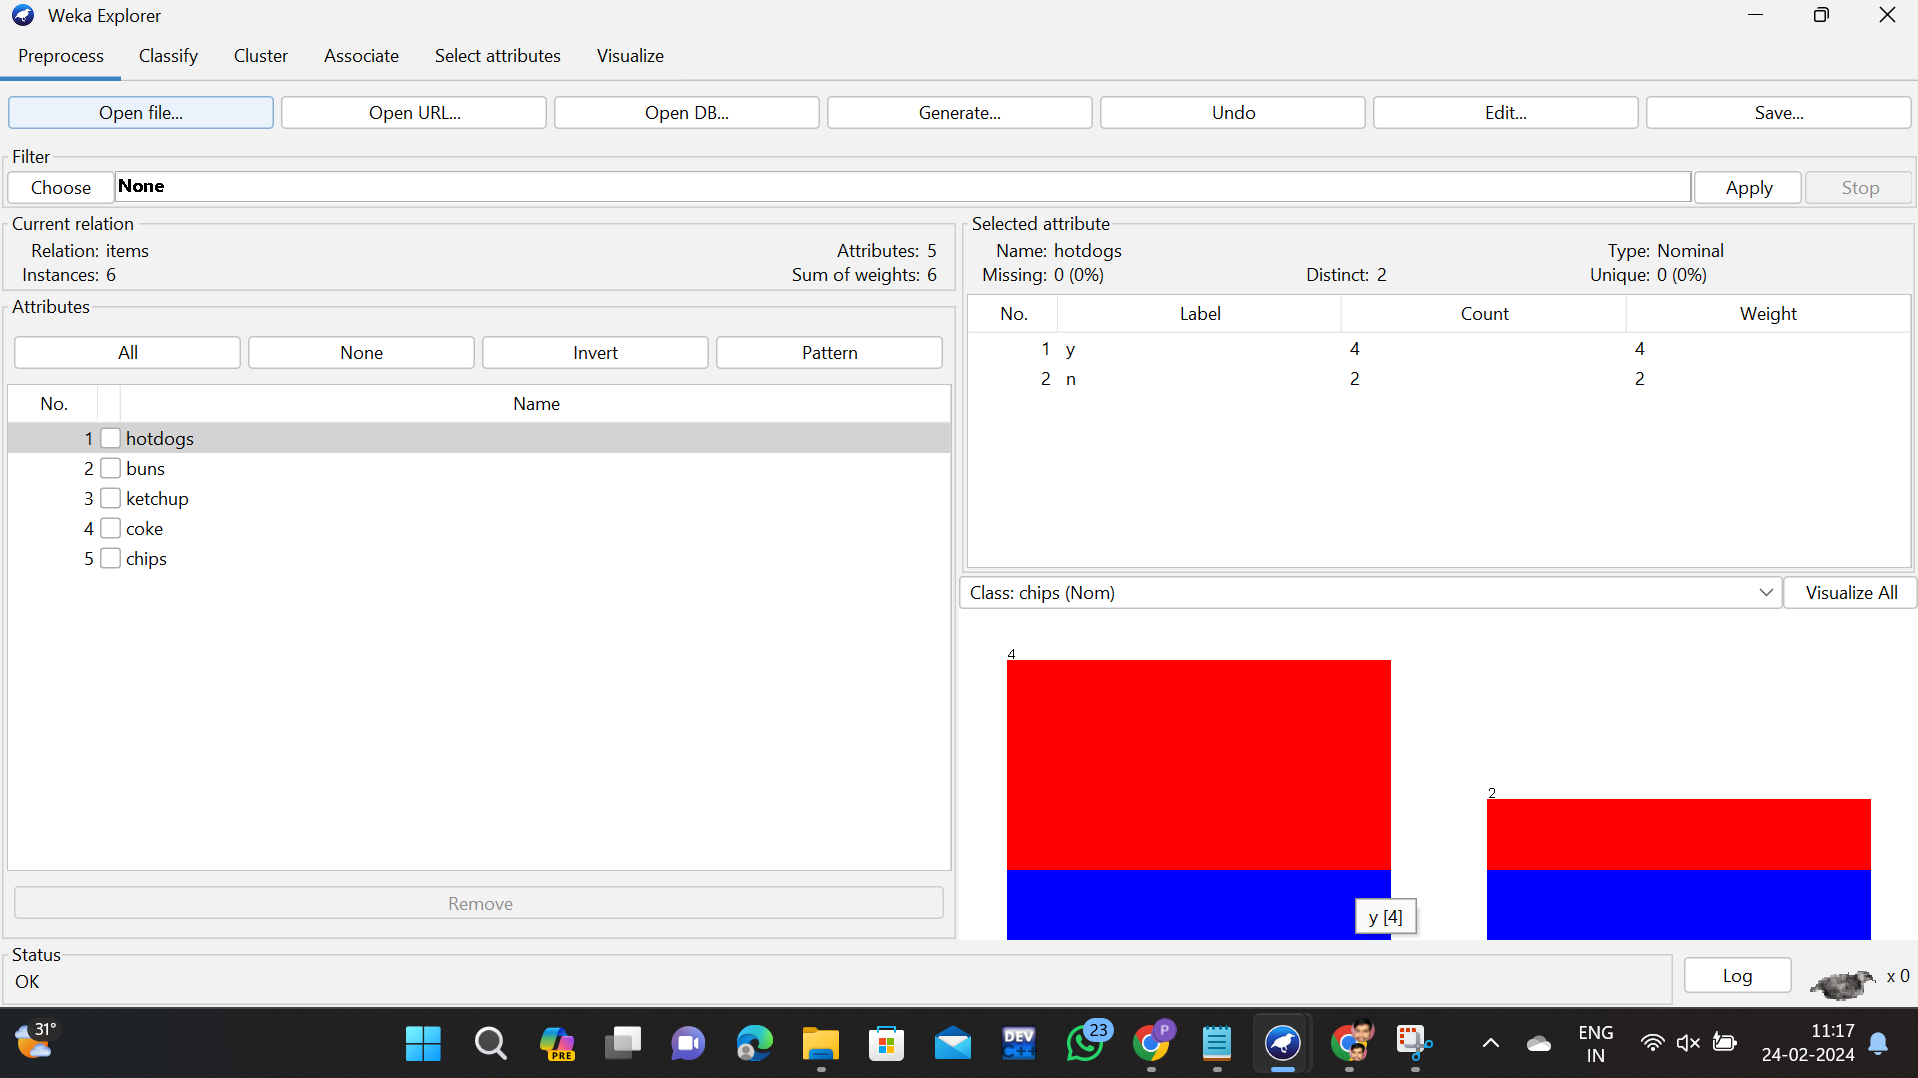 Weka Explorer
Preprocess Classify Cluster Associate Select attributes Visualize
Open file... Open URL... Open DB... Generate... Undo Edit... Save...
Filter
Choose None Apply Stop
Current relation
Relation: items Attributes: 5
Instances: 6 Sum of weights: 6
Attributes
All None Invert Pattern
No. Name
1 hotdogs
2 buns
3 ketchup
4 coke
5 chips
Remove
Selected attribute
Name: hotdogs Type: Nominal
Missing: 0 (0%) Distinct: 2 Unique: 0 (0%)
No. Label Count Weight
1 y 4 4
2 n 2 2
Class: chips (Nom) Visualize All
4
2
y [4]
Status
OK
Log x 0
31°
PRE
DEV
C++
23
P
ENG
IN
11:17
24-02-2024